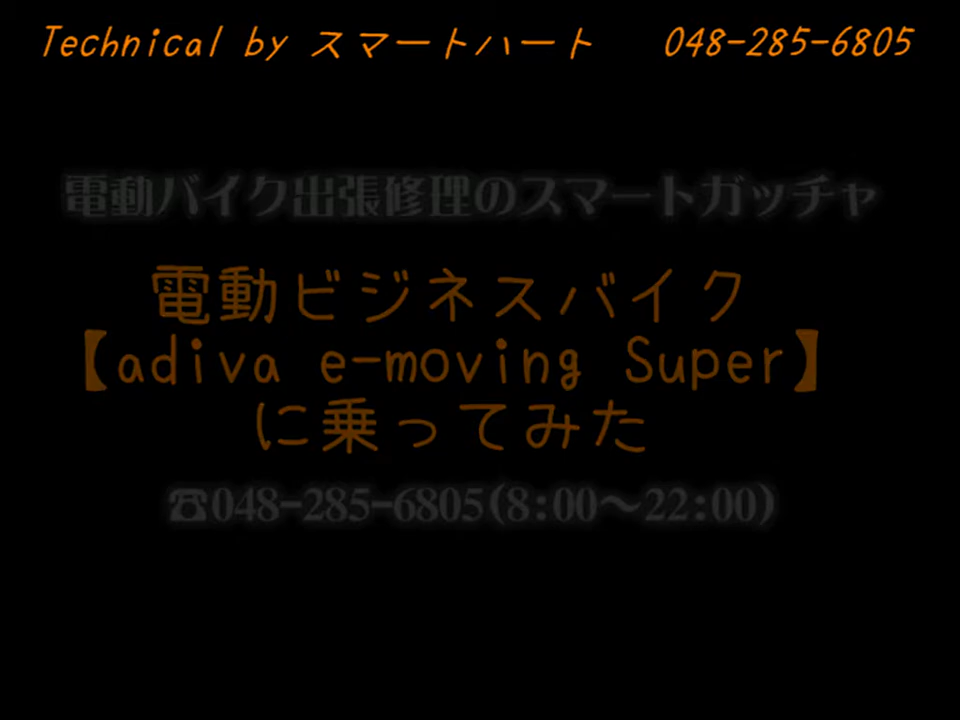 Technical by スマートハート 048-285-6805
電動バイク出張修理のスマートガッチャ
電動ビジネスバイク
【adiva e-moving Super】
に乗ってみた
☎048-285-6805(8:00〜22:00)